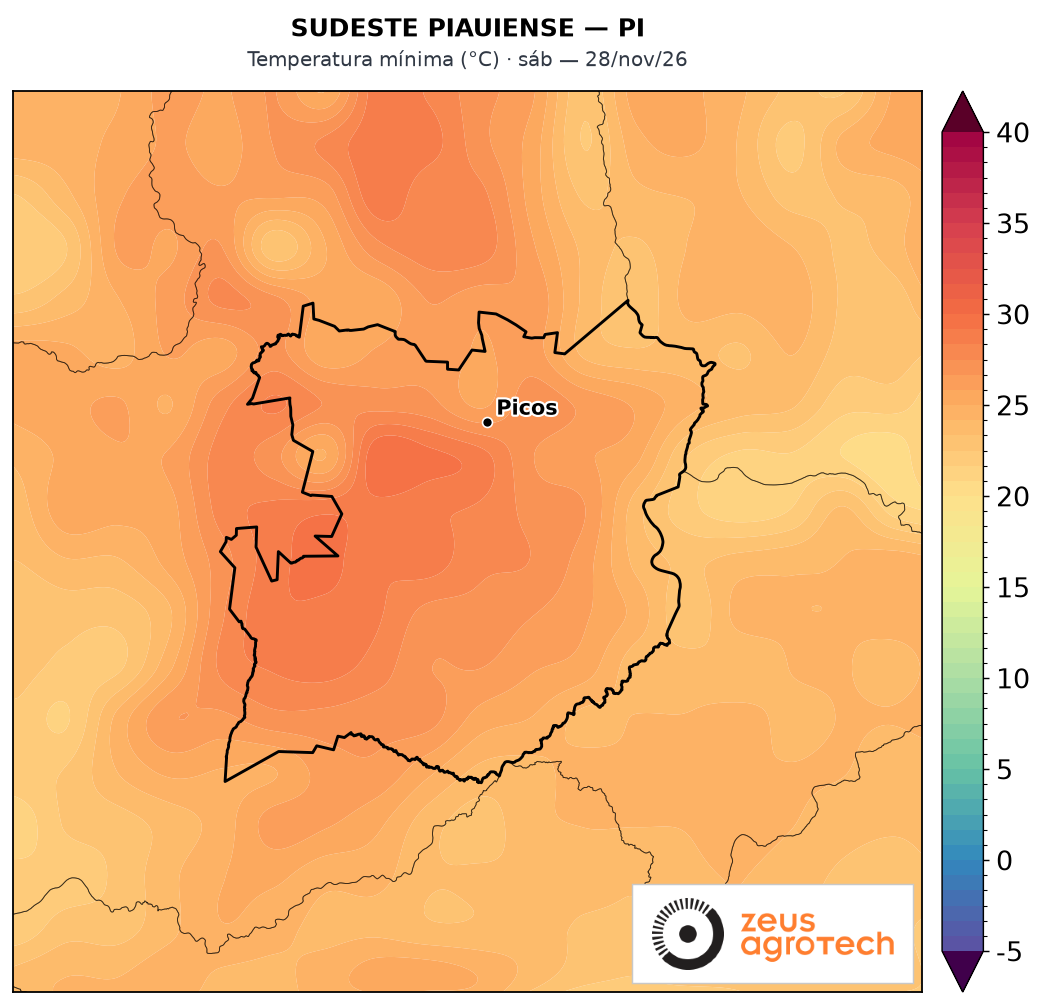 SUDESTE PIAUIENSE — PI
Temperatura mínima (°C) · sáb — 28/nov/26
40
35
30
25
20
15
10
5
0
-5
Picos
zeus
agrotech